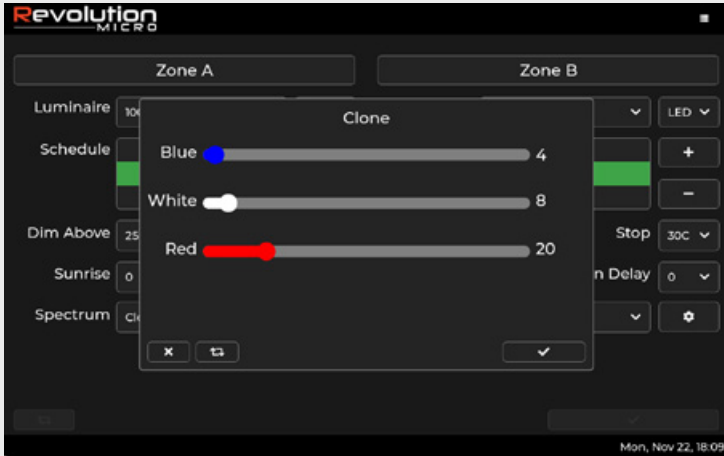 Revolution
MICRO
Zone A Zone B
Luminaire LED
Clone
Schedule Blue 4
+
White 8
−
Dim Above 25 Red 20 Stop 30C
Sunrise 0 0
Delay
Spectrum
Mon, Nov 22, 18:09